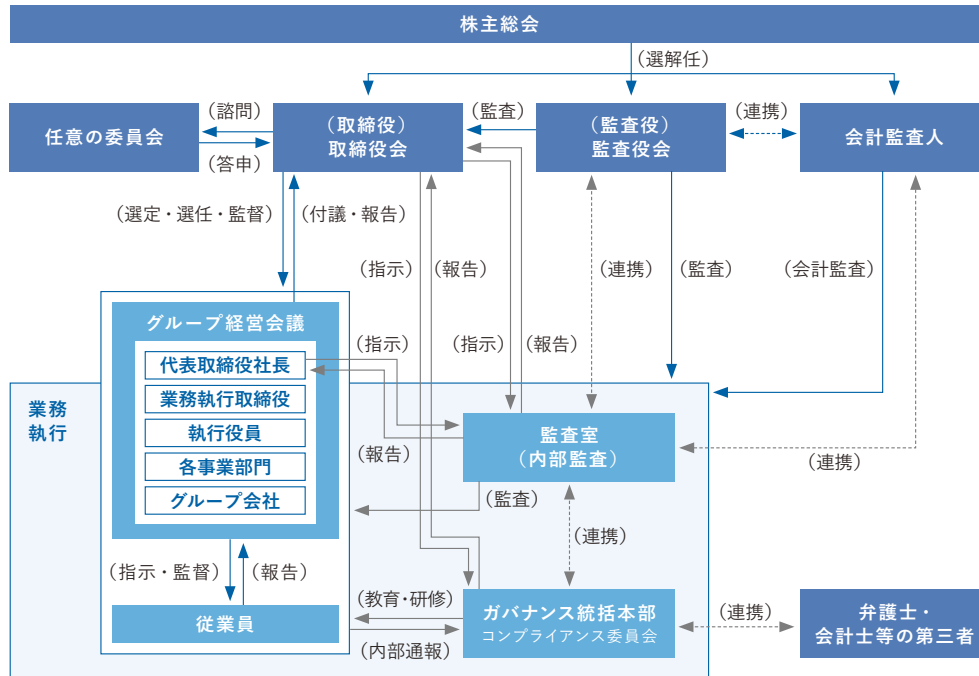 株主総会
（選解任）
任意の委員会
（諮問）
（答申）
（取締役）
取締役会
（監査）
（監査役）
監査役会
（連携）
会計監査人
（選定・選任・監督）
（付議・報告）
（指示）
（報告）
（連携）
（監査）
（会計監査）
グループ経営会議
代表取締役社長
業務執行取締役
執行役員
各事業部門
グループ会社
（指示）
（指示）
（報告）
業務
執行
（報告）
監査室
（内部監査）
（連携）
（監査）
（連携）
（指示・監督）
（報告）
従業員
（教育・研修）
（内部通報）
ガバナンス統括本部
コンプライアンス委員会
（連携）
弁護士・
会計士等の第三者